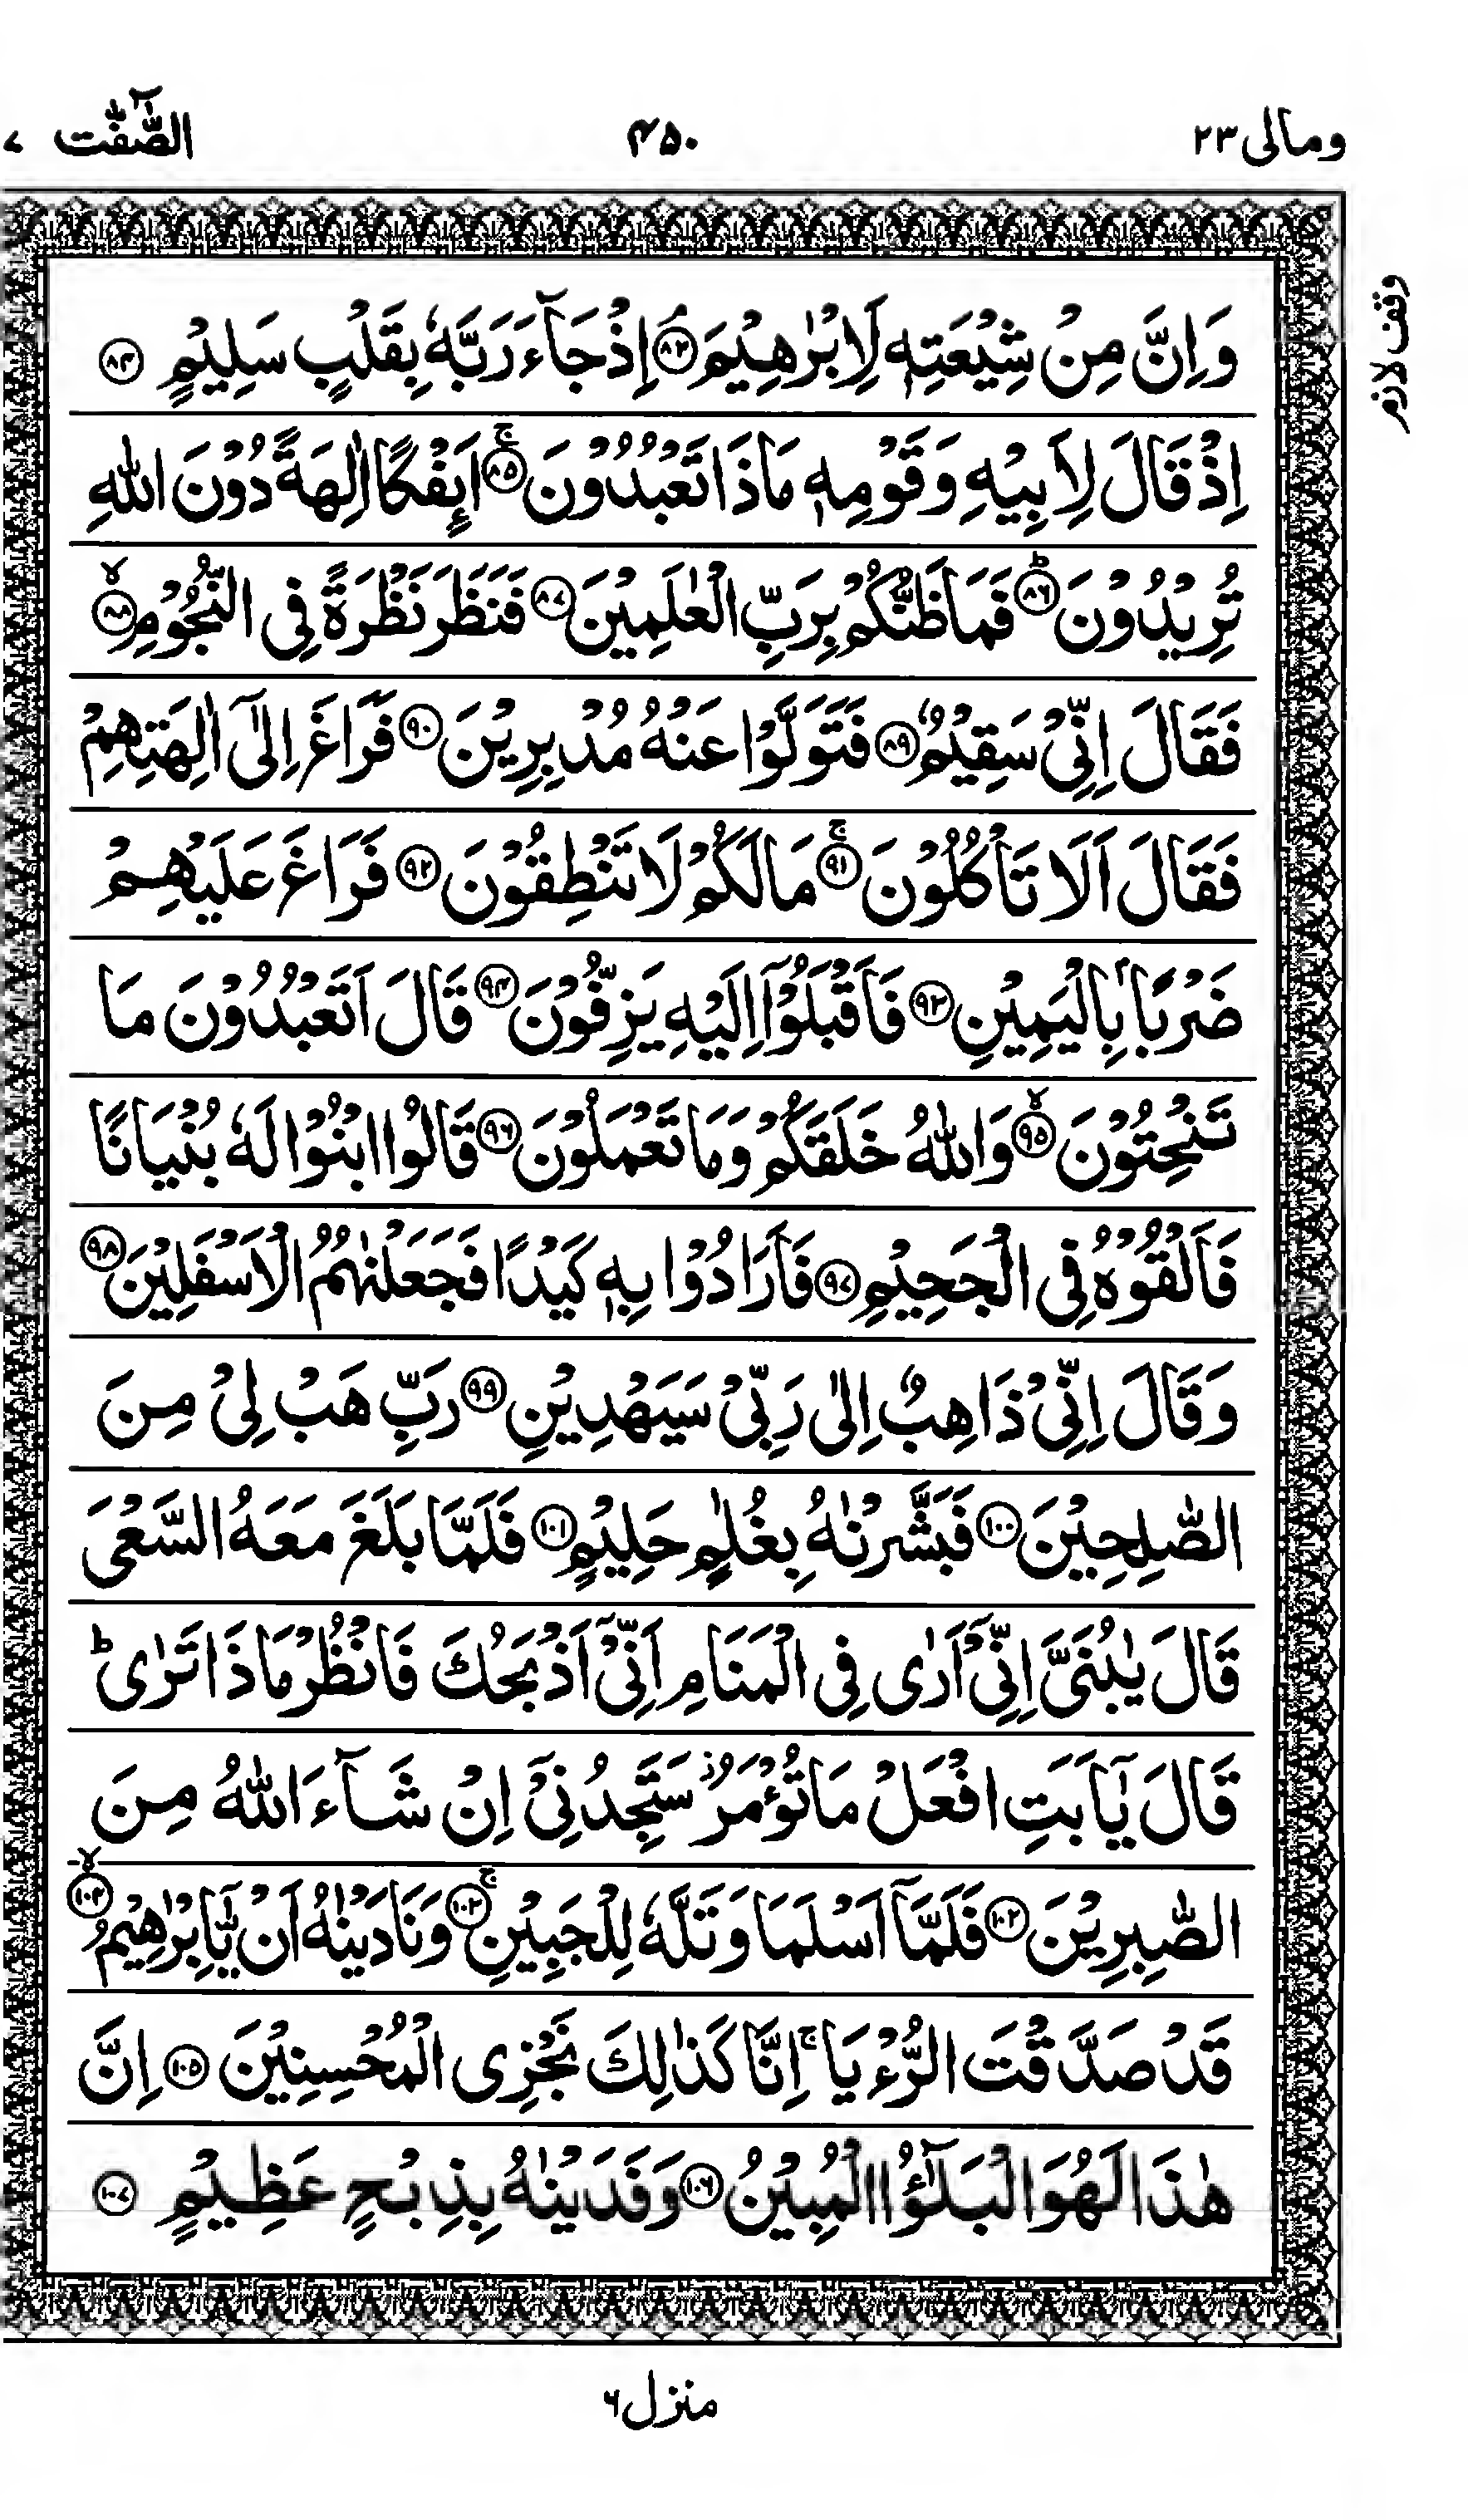 ومالی ۲۳
۴۵۰
الصّٰٓفّٰت ۷
وقف لازم
وَاِنَّ مِنْ شِيْعَتِهٖ لَاِبْرٰهِيْمَ ۘ ﴿۸۳﴾ اِذْ جَآءَ رَبَّهٗ بِقَلْبٍ سَلِيْمٍ ﴿۸۴﴾
اِذْ قَالَ لِاَبِيْهِ وَقَوْمِهٖ مَاذَا تَعْبُدُوْنَ ۚ ﴿۸۵﴾ اَئِفْكًا اٰلِهَةً دُوْنَ اللّٰهِ
تُرِيْدُوْنَ ؕ ﴿۸۶﴾ فَمَا ظَنُّكُمْ بِرَبِّ الْعٰلَمِيْنَ ﴿۸۷﴾ فَنَظَرَ نَظْرَةً فِى النُّجُوْمِ ۙ ﴿۸۸﴾
فَقَالَ اِنِّىْ سَقِيْمٌ ﴿۸۹﴾ فَتَوَلَّوْا عَنْهُ مُدْبِرِيْنَ ﴿۹۰﴾ فَرَاغَ اِلٰٓى اٰلِهَتِهِمْ
فَقَالَ اَلَا تَاْكُلُوْنَ ۚ ﴿۹۱﴾ مَا لَكُمْ لَا تَنْطِقُوْنَ ﴿۹۲﴾ فَرَاغَ عَلَيْهِمْ
ضَرْبًۢا بِالْيَمِيْنِ ﴿۹۳﴾ فَاَقْبَلُوْٓا اِلَيْهِ يَزِفُّوْنَ ﴿۹۴﴾ قَالَ اَتَعْبُدُوْنَ مَا
تَنْحِتُوْنَ ۙ ﴿۹۵﴾ وَاللّٰهُ خَلَقَكُمْ وَمَا تَعْمَلُوْنَ ﴿۹۶﴾ قَالُوا ابْنُوْا لَهٗ بُنْيَانًا
فَاَلْقُوْهُ فِى الْجَحِيْمِ ﴿۹۷﴾ فَاَرَادُوْا بِهٖ كَيْدًا فَجَعَلْنٰهُمُ الْاَسْفَلِيْنَ ﴿۹۸﴾
وَقَالَ اِنِّىْ ذَاهِبٌ اِلٰى رَبِّىْ سَيَهْدِيْنِ ﴿۹۹﴾ رَبِّ هَبْ لِىْ مِنَ
الصّٰلِحِيْنَ ﴿۱۰۰﴾ فَبَشَّرْنٰهُ بِغُلٰمٍ حَلِيْمٍ ﴿۱۰۱﴾ فَلَمَّا بَلَغَ مَعَهُ السَّعْىَ
قَالَ يٰبُنَىَّ اِنِّىْٓ اَرٰى فِى الْمَنَامِ اَنِّىْٓ اَذْبَحُكَ فَانْظُرْ مَاذَا تَرٰى ؕ
قَالَ يٰٓاَبَتِ افْعَلْ مَا تُؤْمَرُ ؗ سَتَجِدُنِىْٓ اِنْ شَآءَ اللّٰهُ مِنَ
الصّٰبِرِيْنَ ﴿۱۰۲﴾ فَلَمَّآ اَسْلَمَا وَتَلَّهٗ لِلْجَبِيْنِ ۚ ﴿۱۰۳﴾ وَنَادَيْنٰهُ اَنْ يّٰٓاِبْرٰهِيْمُ ۙ ﴿۱۰۴﴾
قَدْ صَدَّقْتَ الرُّءْيَا ۚ اِنَّا كَذٰلِكَ نَجْزِى الْمُحْسِنِيْنَ ﴿۱۰۵﴾ اِنَّ
هٰذَا لَهُوَ الْبَلٰٓؤُا الْمُبِيْنُ ﴿۱۰۶﴾ وَفَدَيْنٰهُ بِذِبْحٍ عَظِيْمٍ ﴿۱۰۷﴾
منزل ۶